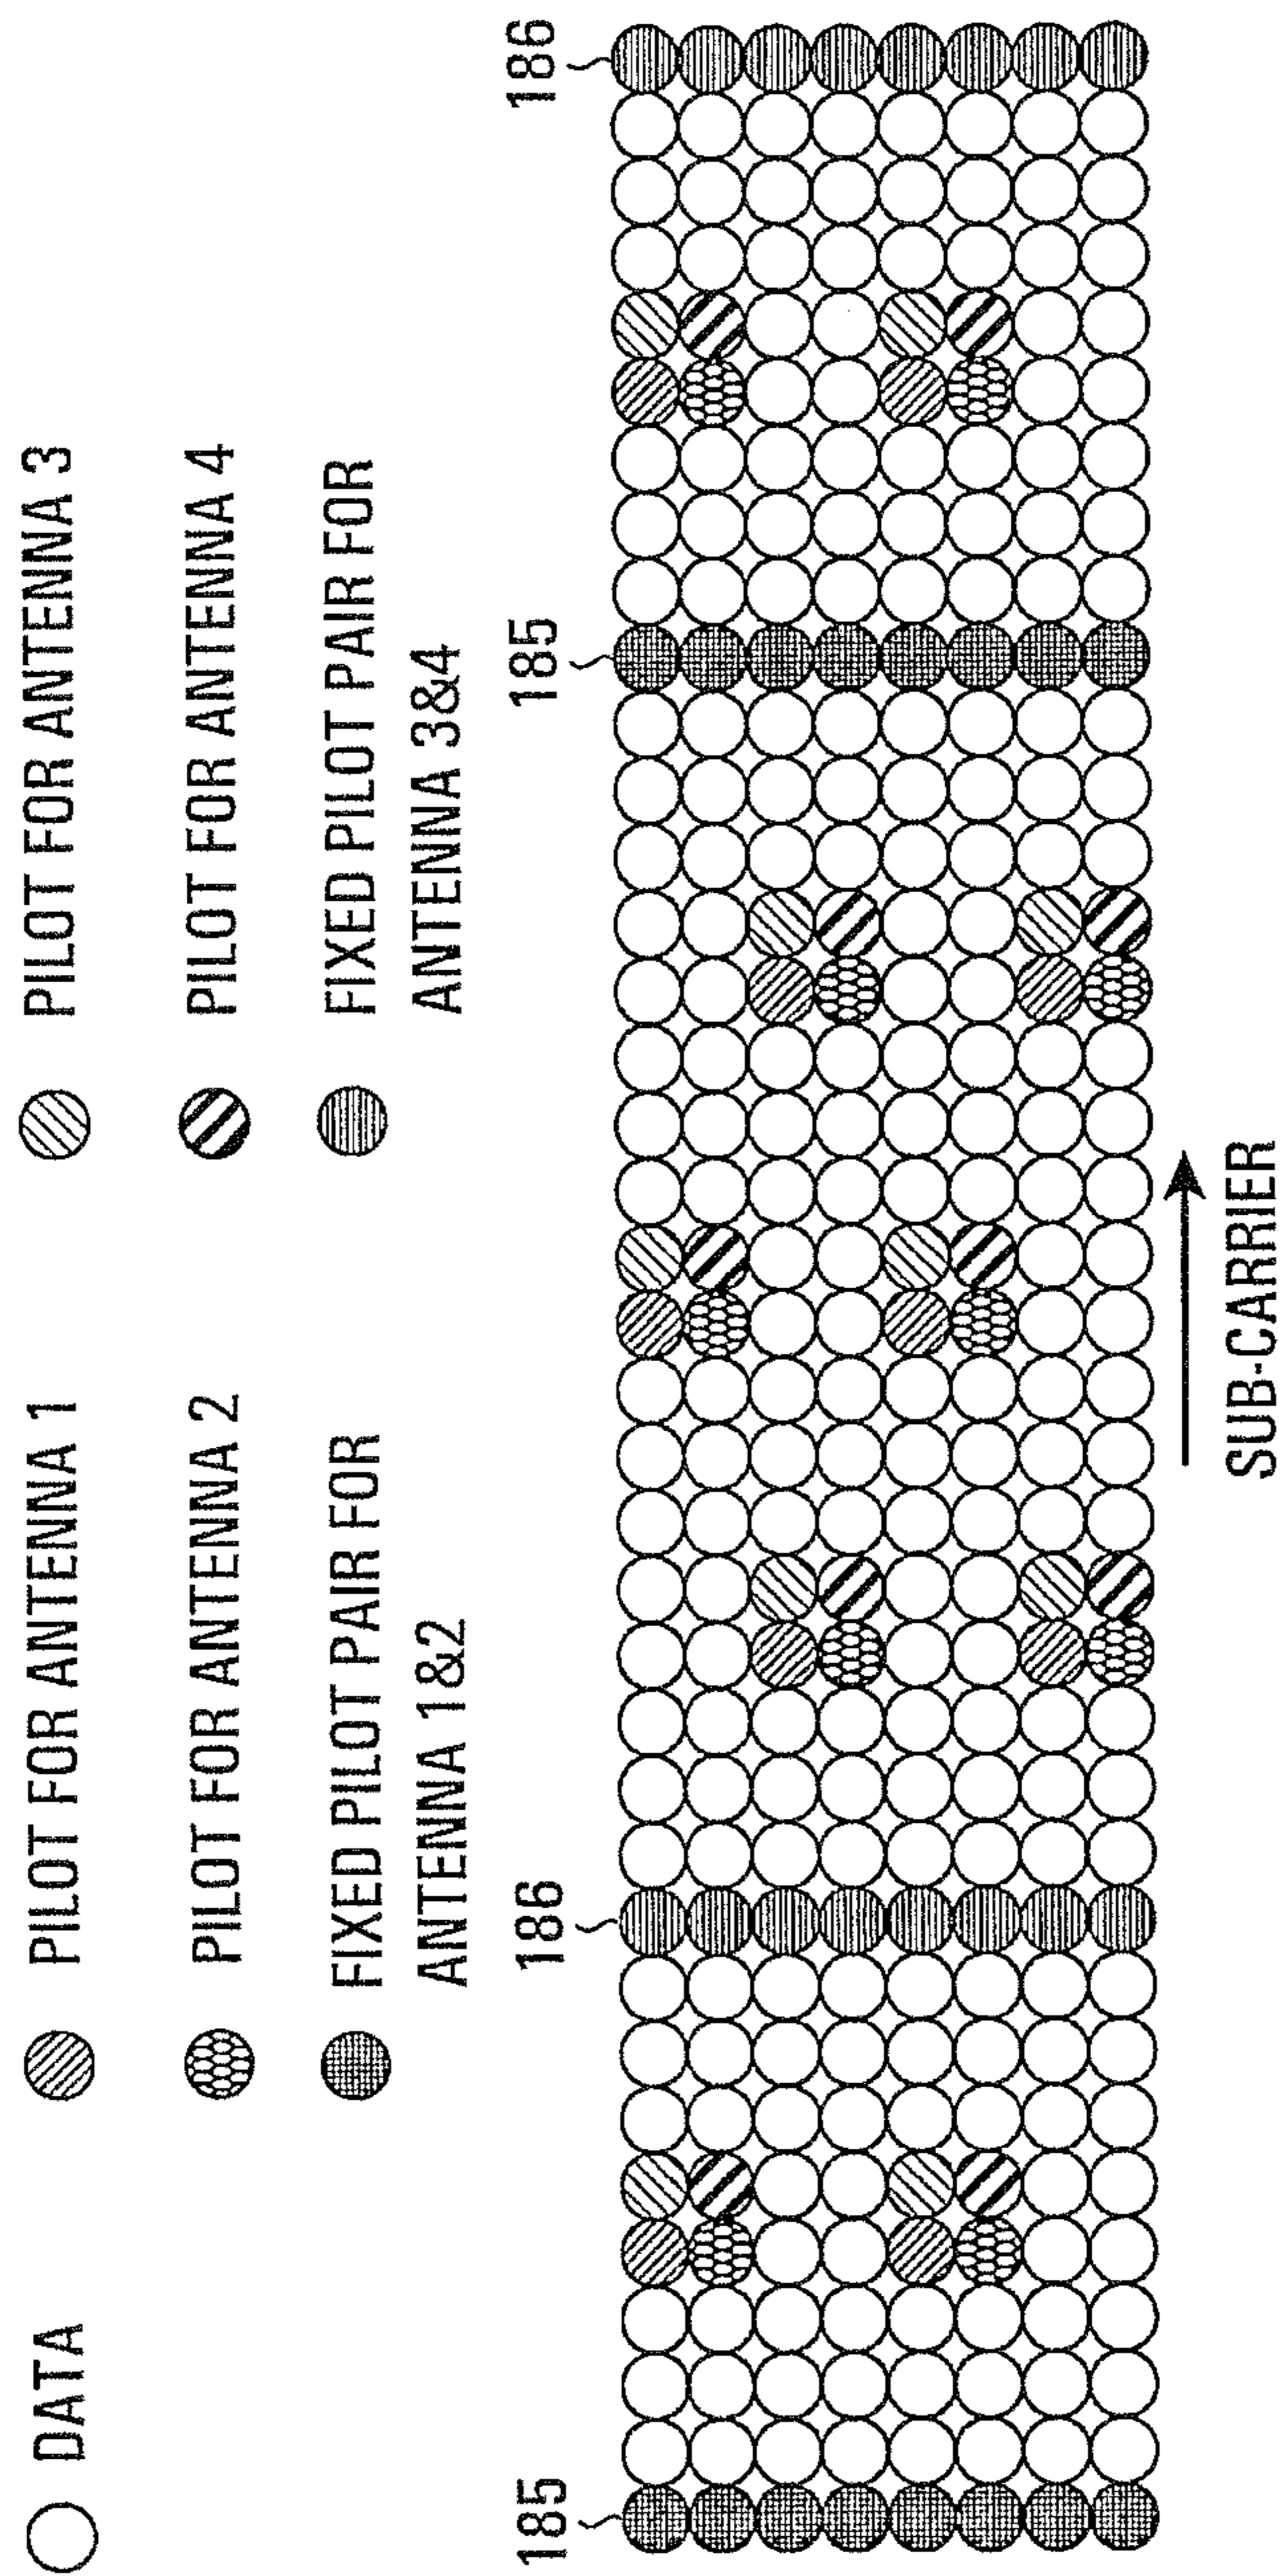 DATA
PILOT FOR ANTENNA 1
PILOT FOR ANTENNA 3
PILOT FOR ANTENNA 2
PILOT FOR ANTENNA 4
FIXED PILOT PAIR FOR
ANTENNA 1&2
FIXED PILOT PAIR FOR
ANTENNA 3&4
185
186
185
186
SUB-CARRIER